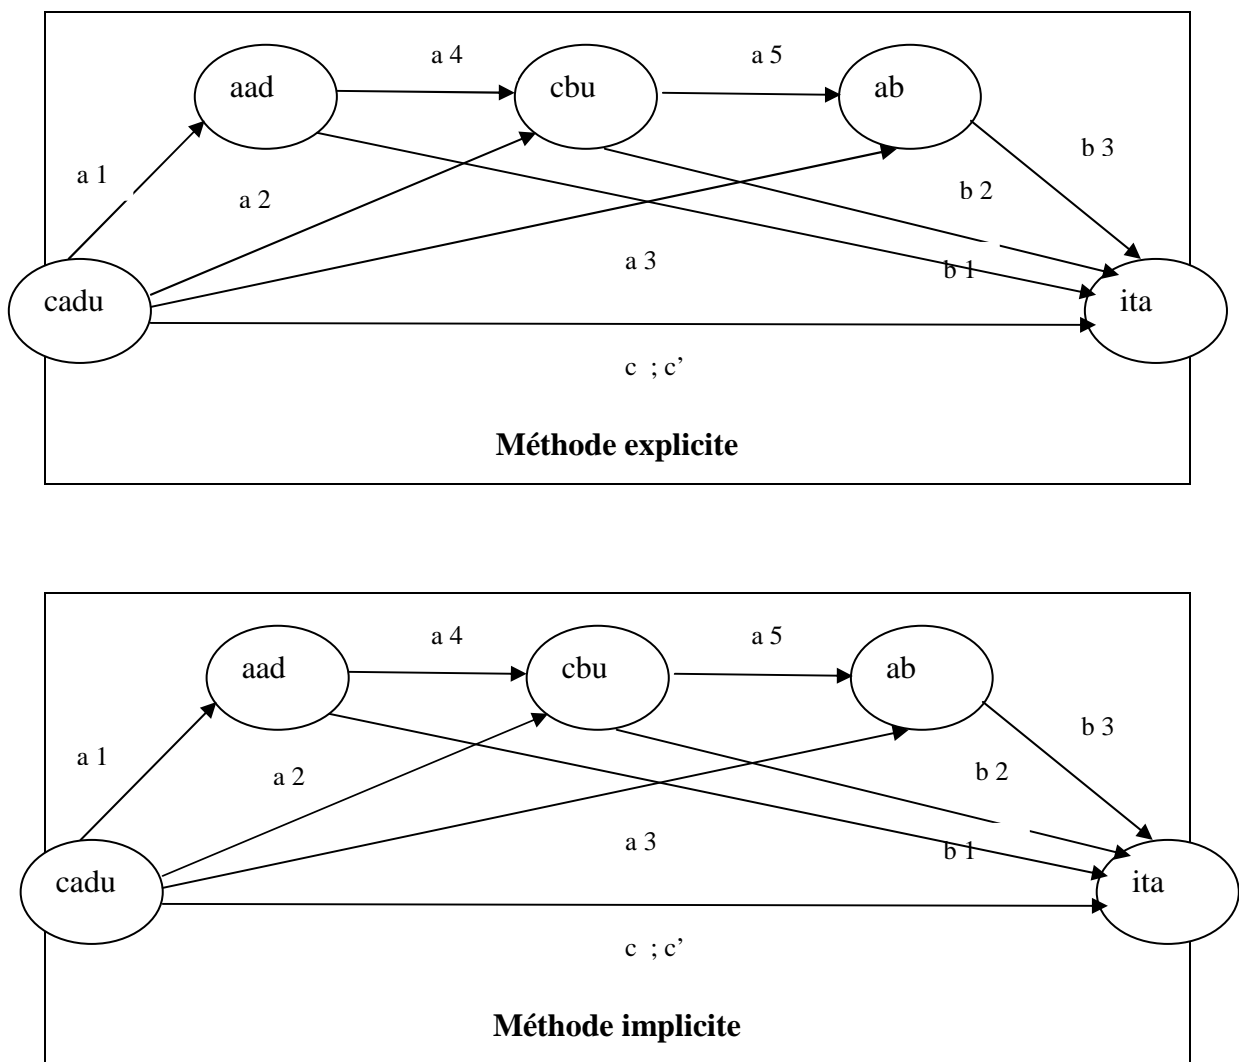 a 4 a 5
aad cbu ab
b 3
a 1
b 2
a 2
a 3 b 1
cadu ita
c ; c’
Méthode explicite
a 4 a 5
aad cbu ab
b 3
a 1
a 2 b 2
a 3 b 1
cadu ita
c ; c’
Méthode implicite